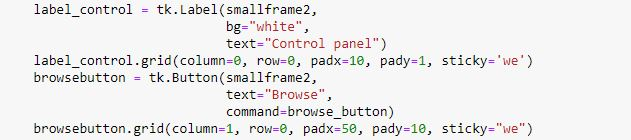 label_control = tk.Label(smallframe2,
                         bg="white",
                         text="Control panel")
label_control.grid(column=0, row=0, padx=10, pady=1, sticky='we')
browsebutton = tk.Button(smallframe2,
                         text="Browse",
                         command=browse_button)
browsebutton.grid(column=1, row=0, padx=50, pady=10, sticky="we")